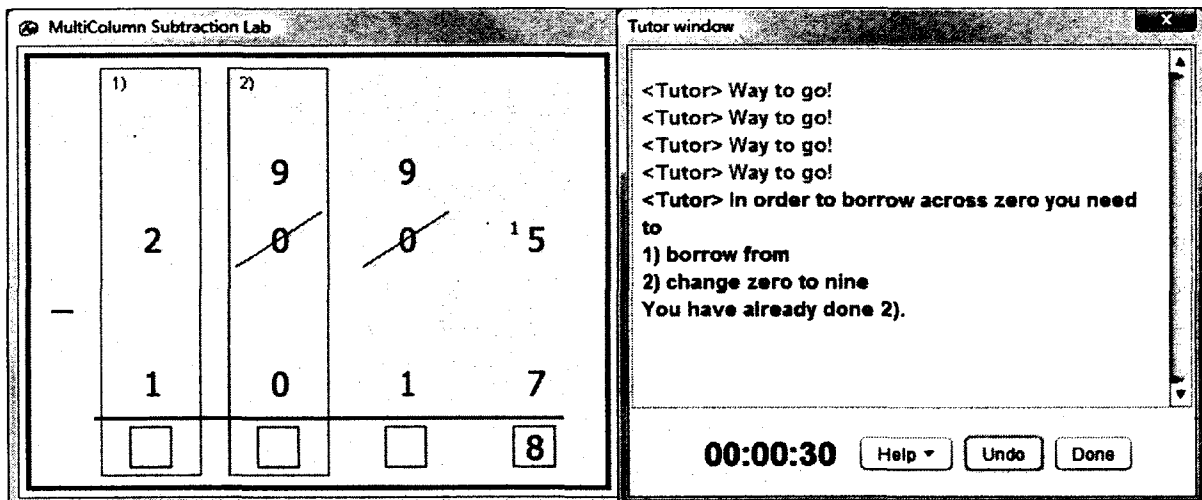 MultiColumn Subtraction Lab
1) 2)
9 9
2 0 0 1 5
−
1 0 1 7
8
Tutor window
X
<Tutor> Way to go!
<Tutor> Way to go!
<Tutor> Way to go!
<Tutor> Way to go!
<Tutor> In order to borrow across zero you need
to
1) borrow from
2) change zero to nine
You have already done 2).
00:00:30 Help Undo Done